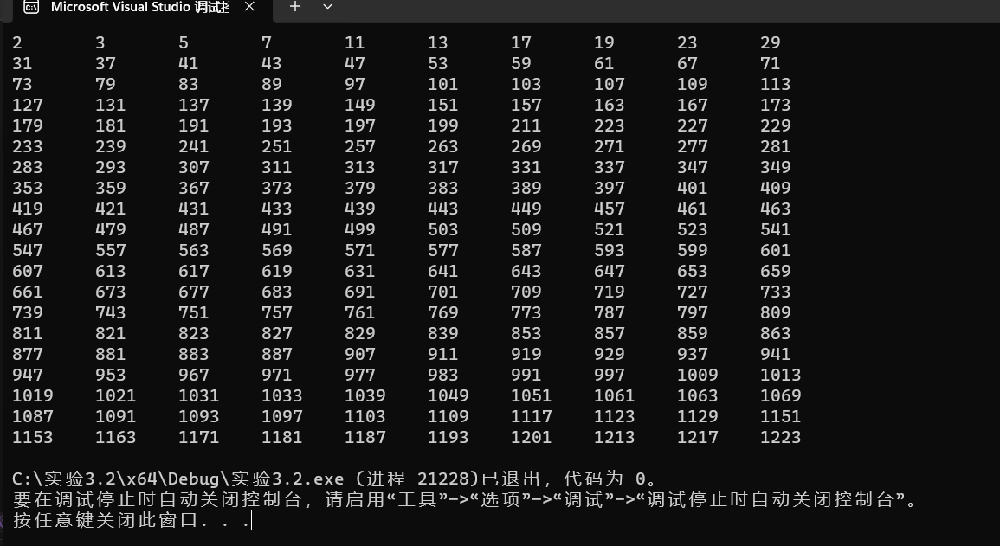 Microsoft Visual Studio 调试
2 3 5 7 11 13 17 19 23 29
31 37 41 43 47 53 59 61 67 71
73 79 83 89 97 101 103 107 109 113
127 131 137 139 149 151 157 163 167 173
179 181 191 193 197 199 211 223 227 229
233 239 241 251 257 263 269 271 277 281
283 293 307 311 313 317 331 337 347 349
353 359 367 373 379 383 389 397 401 409
419 421 431 433 439 443 449 457 461 463
467 479 487 491 499 503 509 521 523 541
547 557 563 569 571 577 587 593 599 601
607 613 617 619 631 641 643 647 653 659
661 673 677 683 691 701 709 719 727 733
739 743 751 757 761 769 773 787 797 809
811 821 823 827 829 839 853 857 859 863
877 881 883 887 907 911 919 929 937 941
947 953 967 971 977 983 991 997 1009 1013
1019 1021 1031 1033 1039 1049 1051 1061 1063 1069
1087 1091 1093 1097 1103 1109 1117 1123 1129 1151
1153 1163 1171 1181 1187 1193 1201 1213 1217 1223
C:\实验3.2\x64\Debug\实验3.2.exe (进程 21228)已退出，代码为 0。
要在调试停止时自动关闭控制台，请启用“工具”->“选项”->“调试”->“调试停止时自动关闭控制台”。
按任意键关闭此窗口. . .